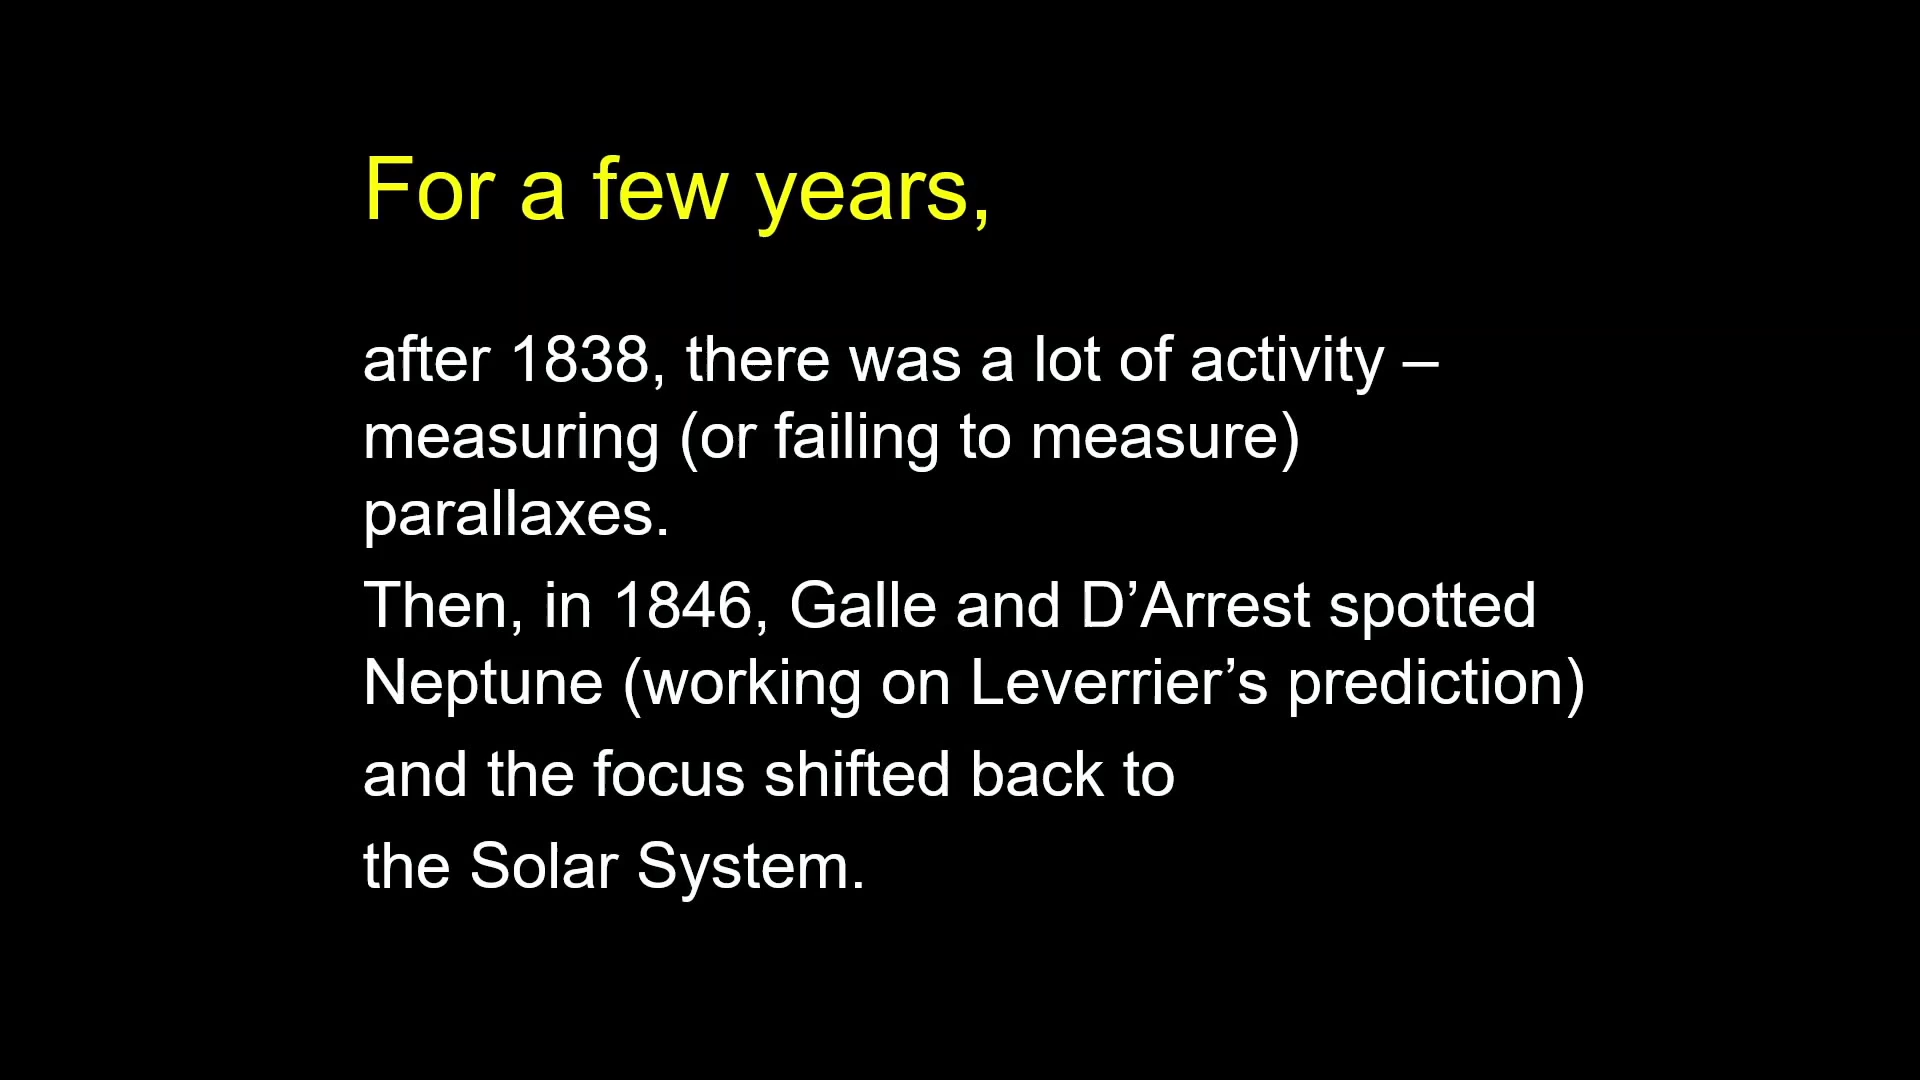 For a few years,
after 1838, there was a lot of activity –
measuring (or failing to measure)
parallaxes.
Then, in 1846, Galle and D’Arrest spotted
Neptune (working on Leverrier’s prediction)
and the focus shifted back to
the Solar System.